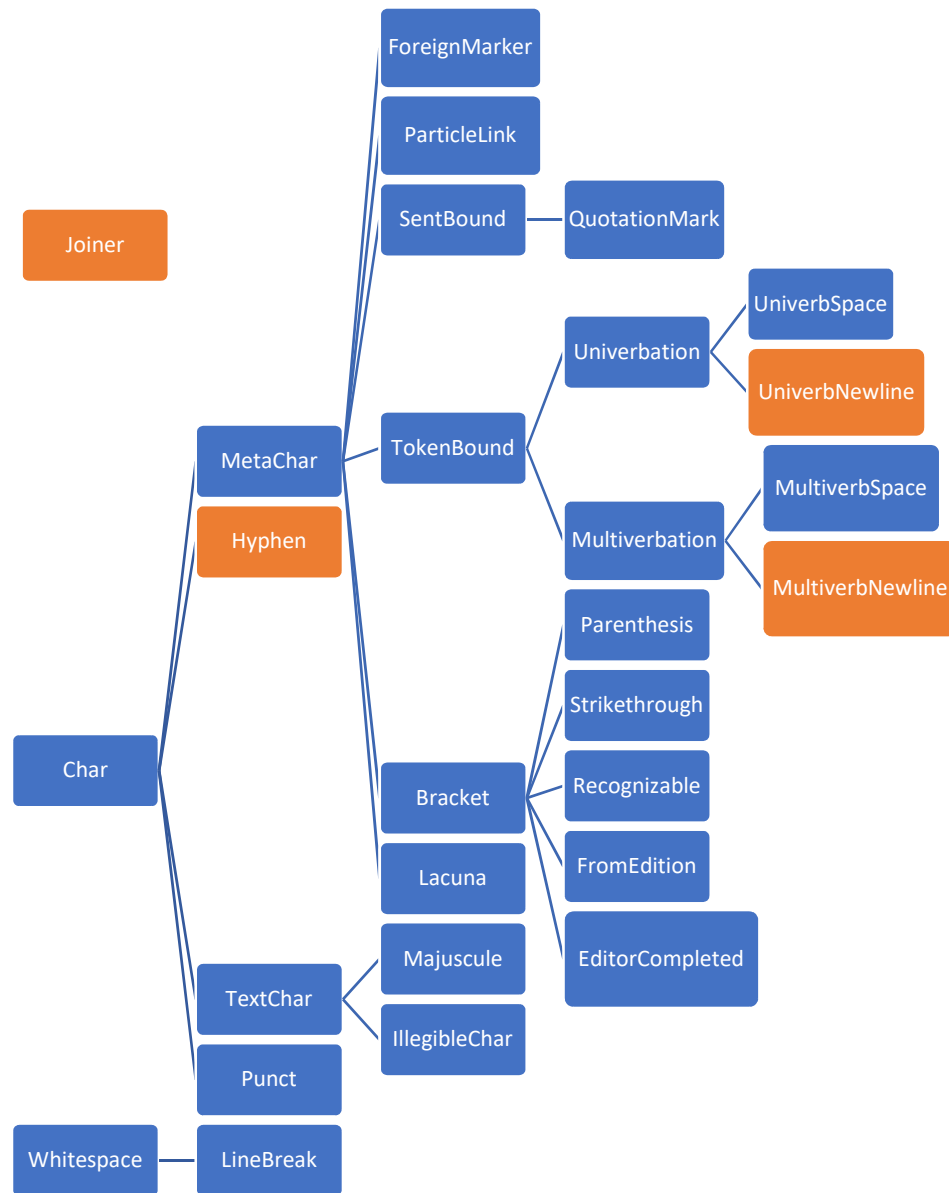 ForeignMarker
ParticleLink
SentBound
QuotationMark
Joiner
UniverbSpace
Univerbation
UniverbNewline
MetaChar
TokenBound
MultiverbSpace
Hyphen
Multiverbation
MultiverbNewline
Parenthesis
Strikethrough
Char
Bracket
Recognizable
Lacuna
FromEdition
Majuscule
EditorCompleted
TextChar
IllegibleChar
Punct
Whitespace
LineBreak